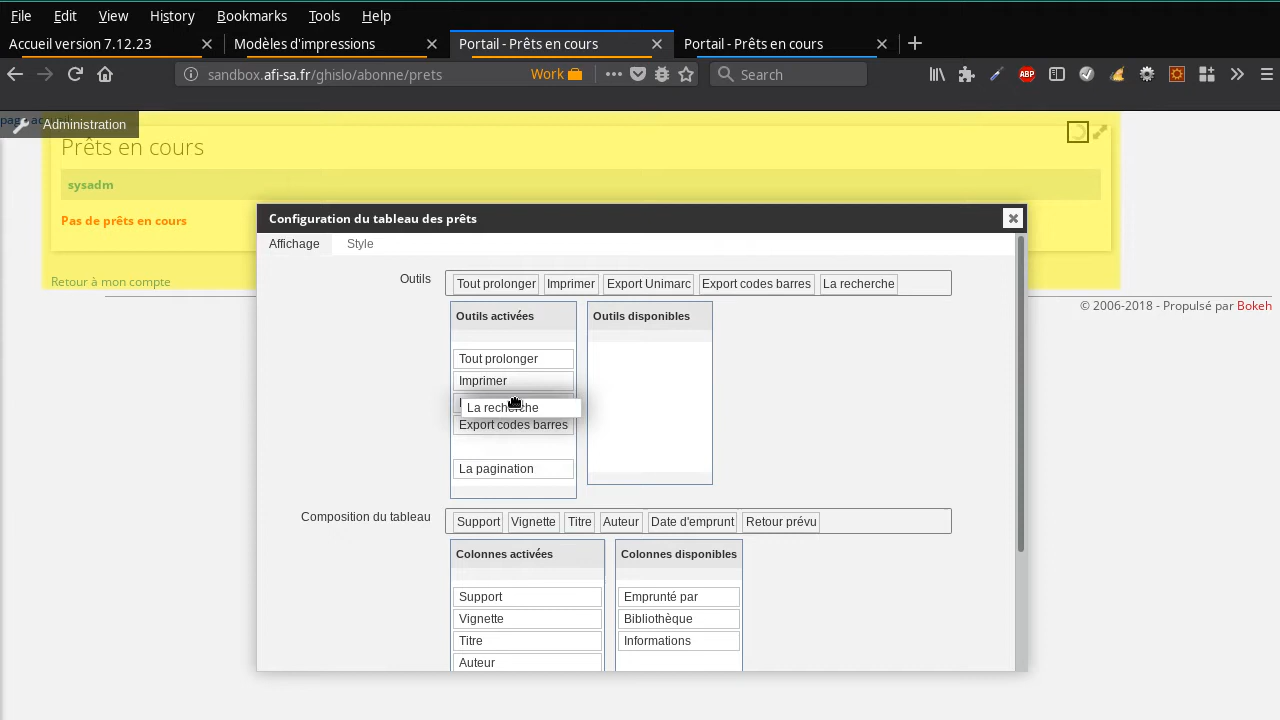 File Edit View History Bookmarks Tools Help
Accueil version 7.12.23 Modèles d'impressions Portail - Prêts en cours Portail - Prêts en cours
sandbox.afi-sa.fr/ghislo/abonne/prets Work Search
ABP
Administration
Prêts en cours
sysadm
Pas de prêts en cours
Retour à mon compte
© 2006-2018 - Propulsé par Bokeh
Configuration du tableau des prêts
Affichage Style
Outils Tout prolonger Imprimer Export Unimarc Export codes barres La recherche
Outils activées Outils disponibles
Tout prolonger
Imprimer
La recherche
Export codes barres
La pagination
Composition du tableau Support Vignette Titre Auteur Date d'emprunt Retour prévu
Colonnes activées Colonnes disponibles
Support Emprunté par
Vignette Bibliothèque
Titre Informations
Auteur